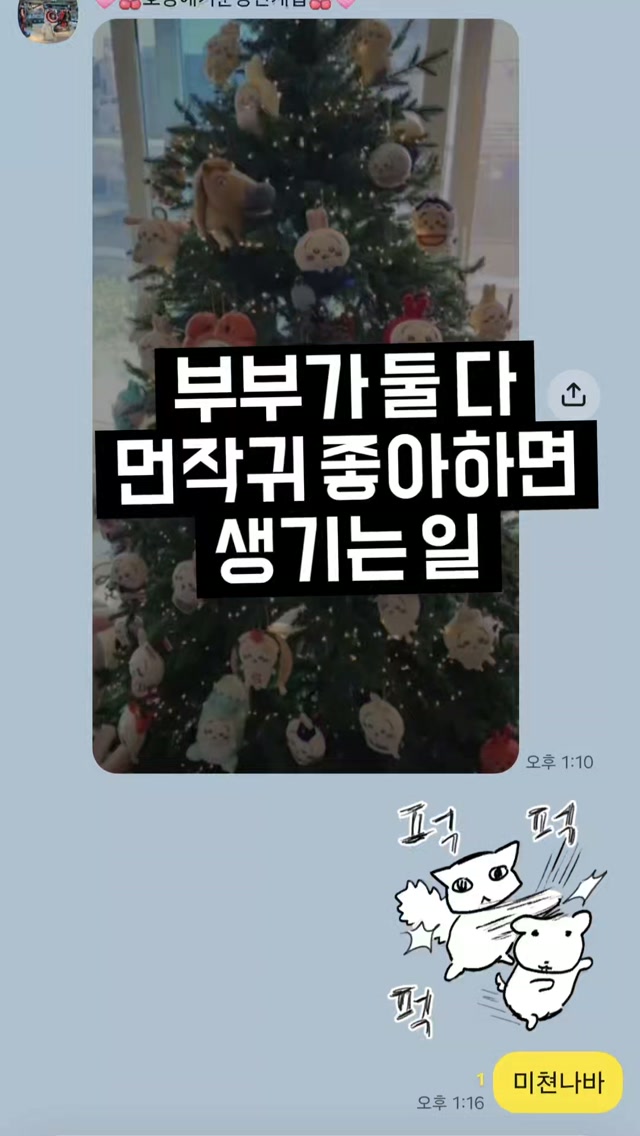 부부가 둘 다
먼작귀 좋아하면
생기는 일
오후 1:10
퍽 퍽
퍽
1 미쳔나바
오후 1:16